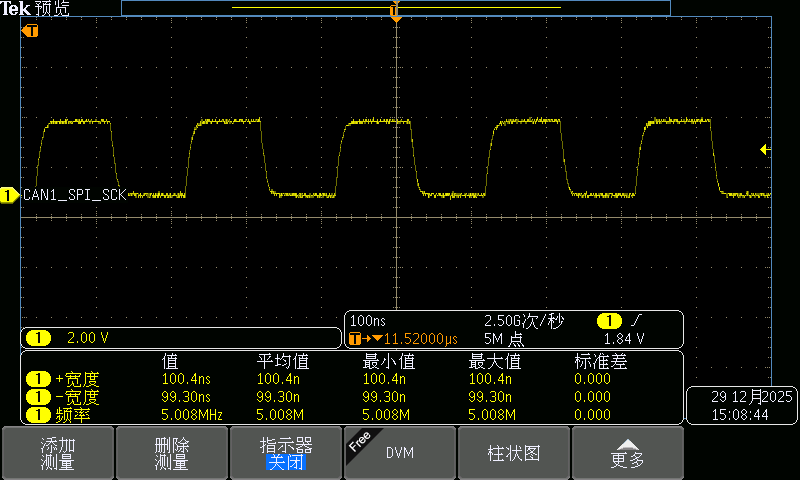 Tek 预览
T
T
1
CAN1_SPI_SCK
1 2.00 V
100ns 2.50G次/秒 1
T→▼11.52000µs 5M 点 1.84 V
值 平均值 最小值 最大值 标准差
1 +宽度 100.4ns 100.4n 100.4n 100.4n 0.000
1 −宽度 99.30ns 99.30n 99.30n 99.30n 0.000
1 频率 5.008MHz 5.008M 5.008M 5.008M 0.000
29 12月2025
15:08:44
添加
测量
删除
测量
指示器
关闭
Free
DVM
柱状图
更多